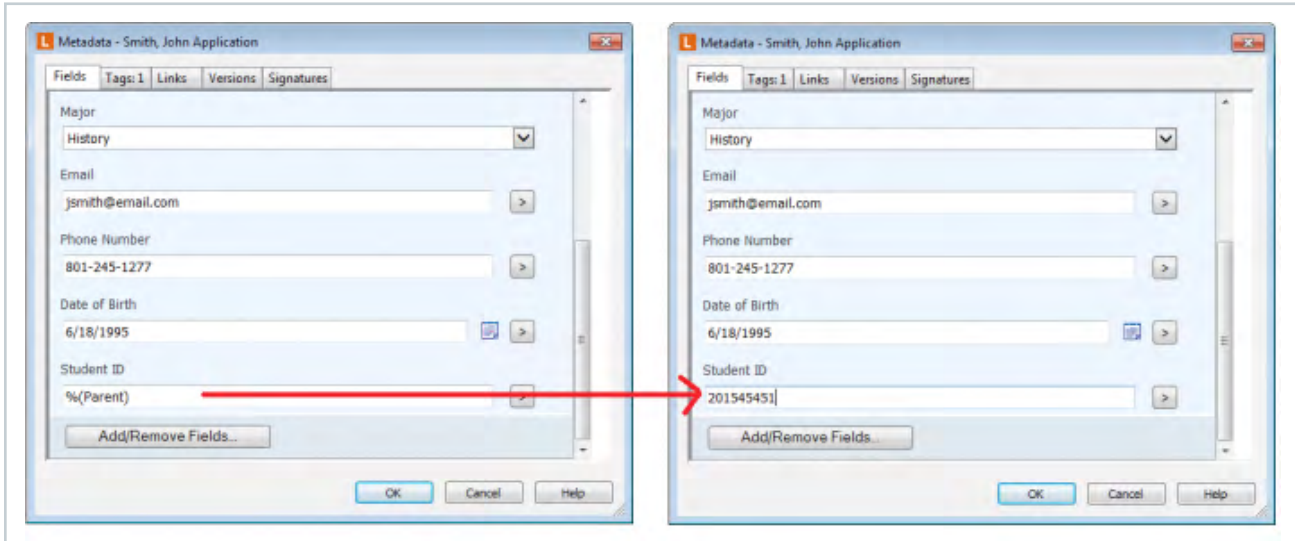 L Metadata - Smith, John Application
Fields Tags: 1 Links Versions Signatures
Major
History
Email
jsmith@email.com >
Phone Number
801-245-1277 >
Date of Birth
6/18/1995 >
Student ID
%(Parent) >
Add/Remove Fields...
OK Cancel Help
L Metadata - Smith, John Application
Fields Tags: 1 Links Versions Signatures
Major
History
Email
jsmith@email.com >
Phone Number
801-245-1277 >
Date of Birth
6/18/1995 >
Student ID
201545451 >
Add/Remove Fields...
OK Cancel Help